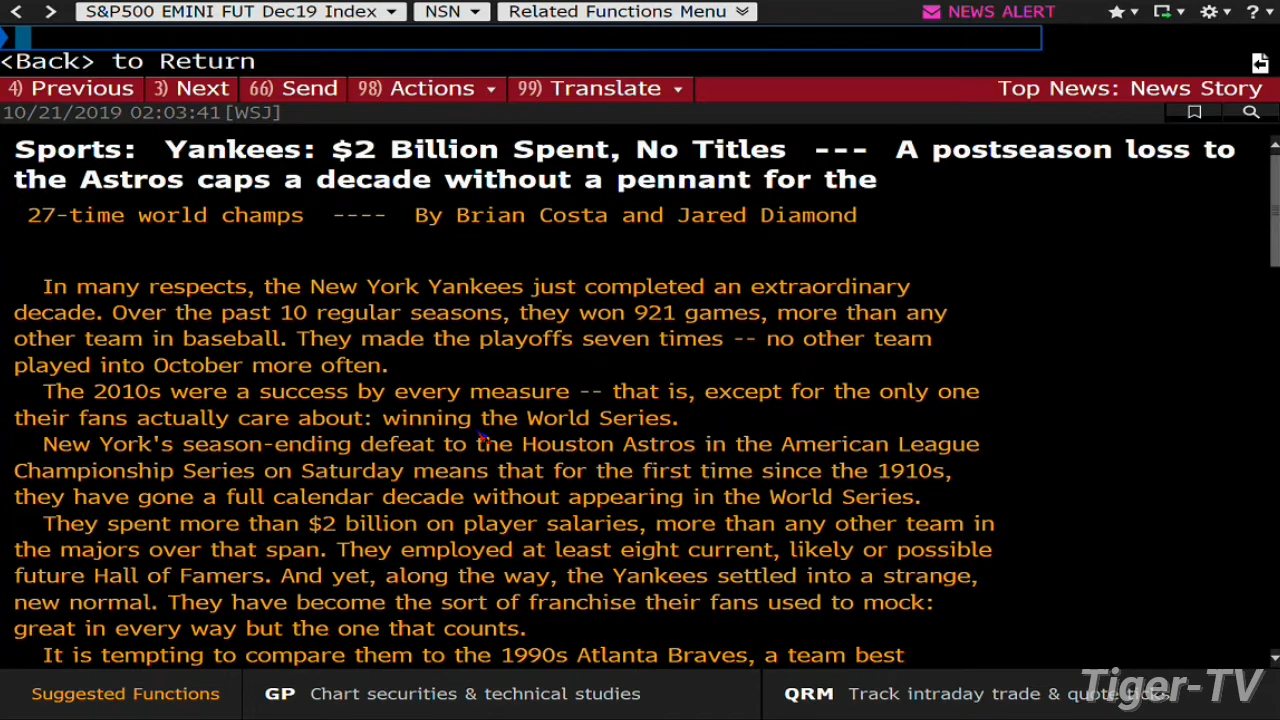 S&P500 EMINI FUT Dec19 Index NSN Related Functions Menu NEWS ALERT ?
<Back> to Return
4) Previous 3) Next 66) Send 98) Actions 99) Translate Top News: News Story
10/21/2019 02:03:41 [WSJ]
Sports: Yankees: $2 Billion Spent, No Titles --- A postseason loss to
the Astros caps a decade without a pennant for the
27-time world champs ---- By Brian Costa and Jared Diamond
In many respects, the New York Yankees just completed an extraordinary
decade. Over the past 10 regular seasons, they won 921 games, more than any
other team in baseball. They made the playoffs seven times -- no other team
played into October more often.
The 2010s were a success by every measure -- that is, except for the only one
their fans actually care about: winning the World Series.
New York's season-ending defeat to the Houston Astros in the American League
Championship Series on Saturday means that for the first time since the 1910s,
they have gone a full calendar decade without appearing in the World Series.
They spent more than $2 billion on player salaries, more than any other team in
the majors over that span. They employed at least eight current, likely or possible
future Hall of Famers. And yet, along the way, the Yankees settled into a strange,
new normal. They have become the sort of franchise their fans used to mock:
great in every way but the one that counts.
It is tempting to compare them to the 1990s Atlanta Braves, a team best
Suggested Functions GP Chart securities & technical studies QRM Track intraday trade & quote ticks
Tiger-TV